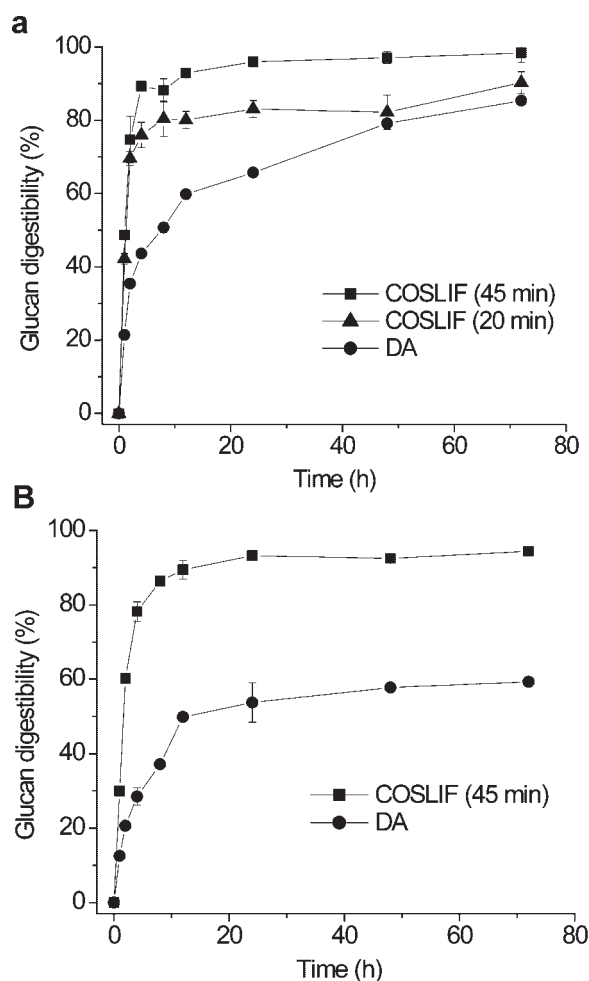 a
100
80
60
40
20
0
Glucan digestibility (%)
COSLIF (45 min)
COSLIF (20 min)
DA
0 20 40 60 80
Time (h)
B
100
80
60
40
20
0
Glucan digestibility (%)
COSLIF (45 min)
DA
0 20 40 60 80
Time (h)